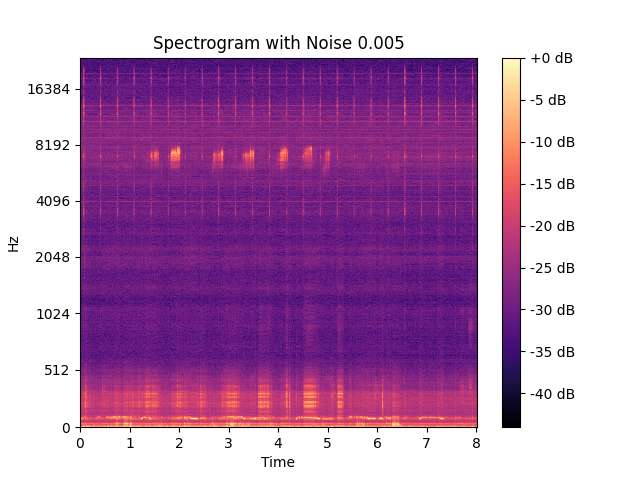 Spectrogram with Noise 0.005
Hz
16384
8192
4096
2048
1024
512
0
0 1 2 3 4 5 6 7 8
Time
+0 dB
-5 dB
-10 dB
-15 dB
-20 dB
-25 dB
-30 dB
-35 dB
-40 dB